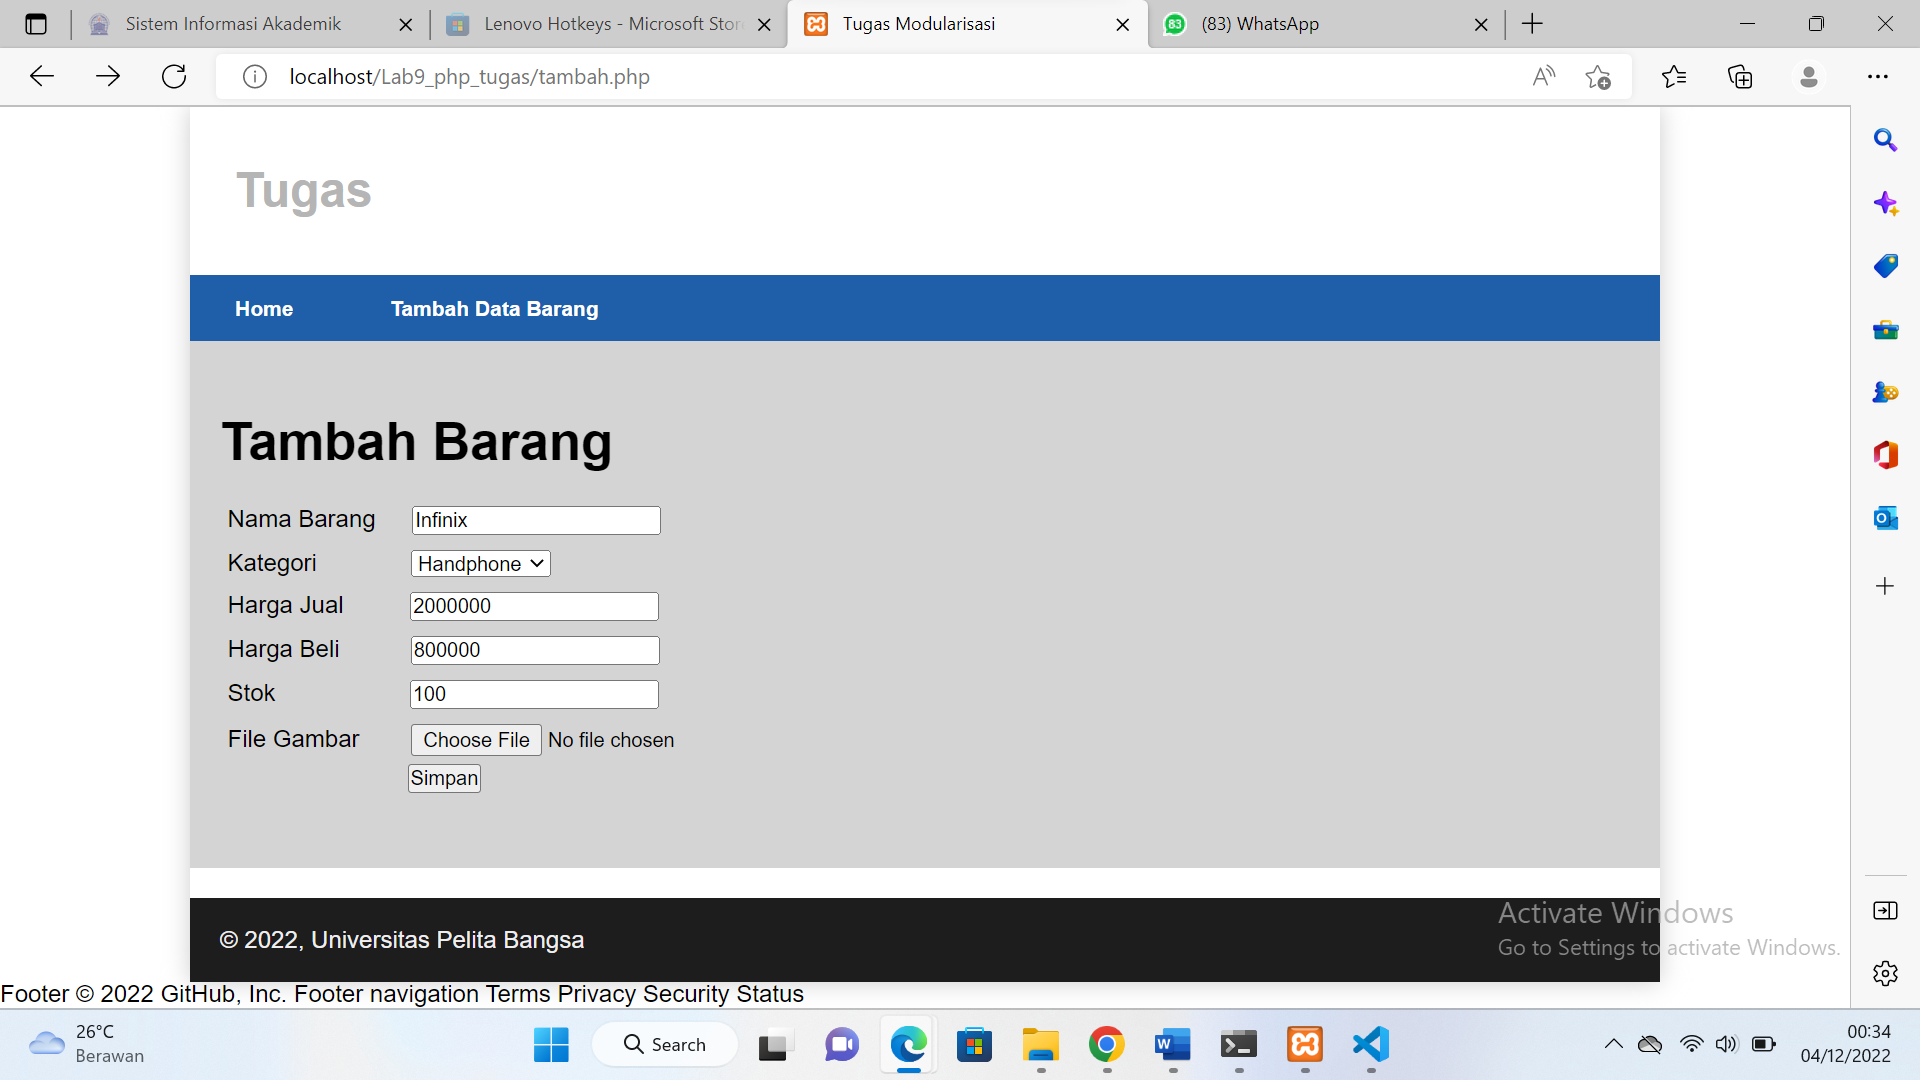 Sistem Informasi Akademik
Lenovo Hotkeys - Microsoft Stor
Tugas Modularisasi
83 (83) WhatsApp
localhost/Lab9_php_tugas/tambah.php
Tugas
Home Tambah Data Barang
Tambah Barang
Nama Barang Infinix
Kategori Handphone
Harga Jual 2000000
Harga Beli 800000
Stok 100
File Gambar Choose File No file chosen
Simpan
© 2022, Universitas Pelita Bangsa
Activate Windows
Go to Settings to activate Windows.
Footer © 2022 GitHub, Inc. Footer navigation Terms Privacy Security Status
26°C
Berawan
Search
00:34
04/12/2022